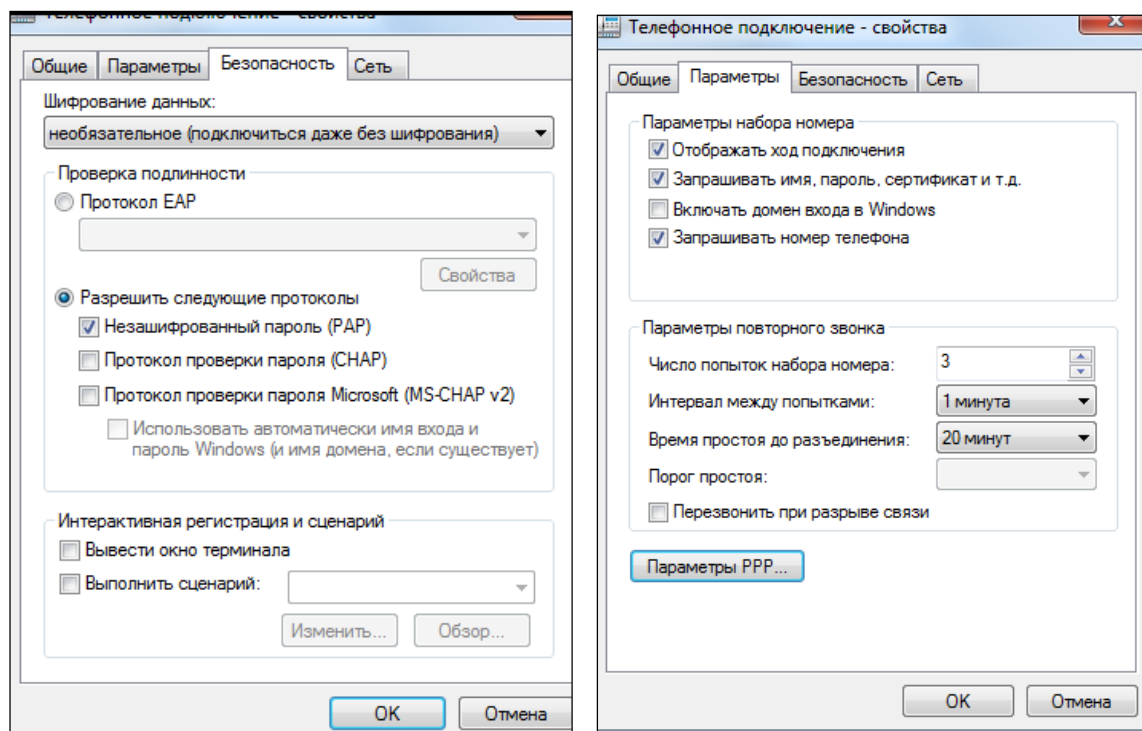 Телефонное подключение - свойства
Общие Параметры Безопасность Сеть
Шифрование данных:
необязательное (подключиться даже без шифрования)
Проверка подлинности
Протокол EAP
Свойства
Разрешить следующие протоколы
Незашифрованный пароль (PAP)
Протокол проверки пароля (CHAP)
Протокол проверки пароля Microsoft (MS-CHAP v2)
Использовать автоматически имя входа и
пароль Windows (и имя домена, если существует)
Интерактивная регистрация и сценарий
Вывести окно терминала
Выполнить сценарий:
Изменить... Обзор...
OK Отмена
Телефонное подключение - свойства
Общие Параметры Безопасность Сеть
Параметры набора номера
Отображать ход подключения
Запрашивать имя, пароль, сертификат и т.д.
Включать домен входа в Windows
Запрашивать номер телефона
Параметры повторного звонка
Число попыток набора номера: 3
Интервал между попытками: 1 минута
Время простоя до разъединения: 20 минут
Порог простоя:
Перезвонить при разрыве связи
Параметры PPP...
OK Отмена